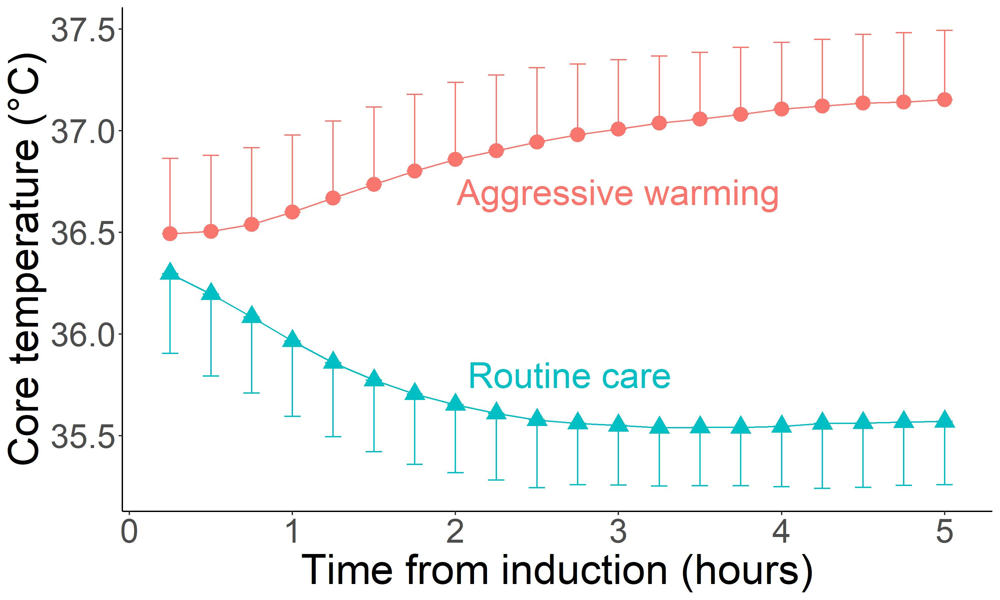 Core temperature (°C)
37.5
37.0
36.5
36.0
35.5
Aggressive warming
Routine care
0 1 2 3 4 5
Time from induction (hours)